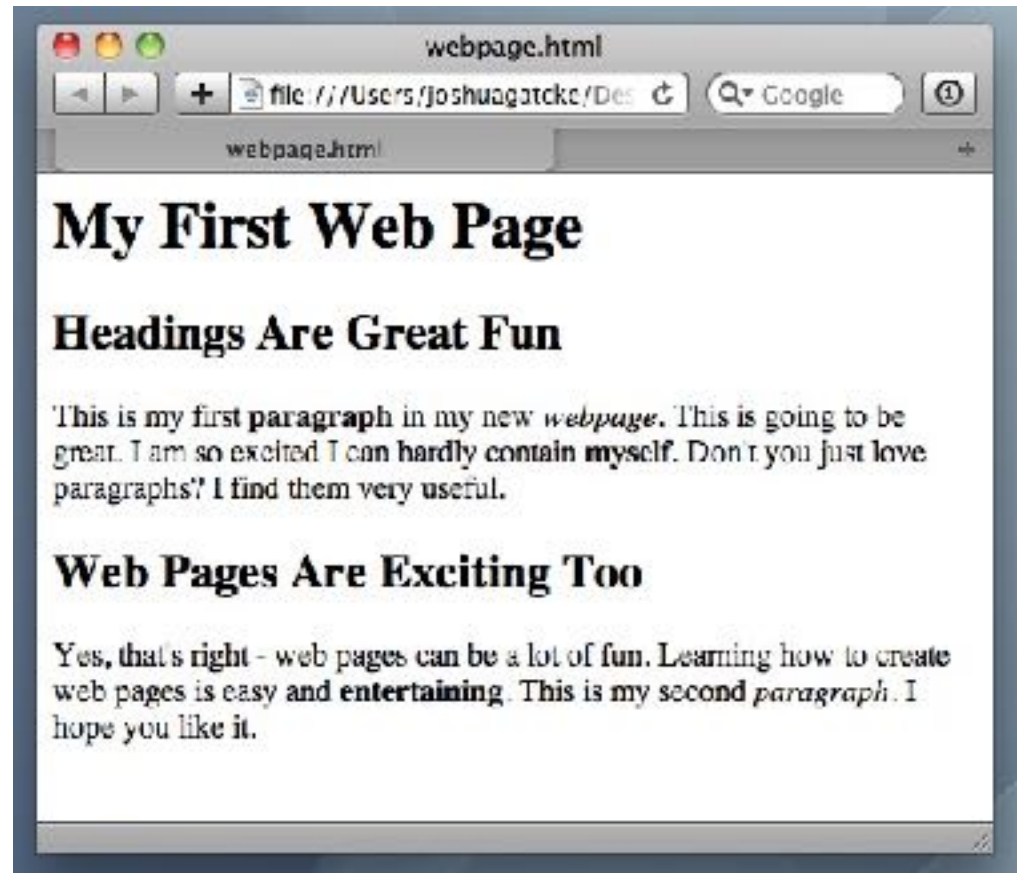 webpage.html
file:///Users/joshuagatcke/Des
Google
webpage.html
My First Web Page
Headings Are Great Fun
This is my first paragraph in my new webpage. This is going to be
great. I am so excited I can hardly contain myself. Don't you just love
paragraphs? I find them very useful.
Web Pages Are Exciting Too
Yes, that's right - web pages can be a lot of fun. Learning how to create
web pages is easy and entertaining. This is my second paragraph. I
hope you like it.